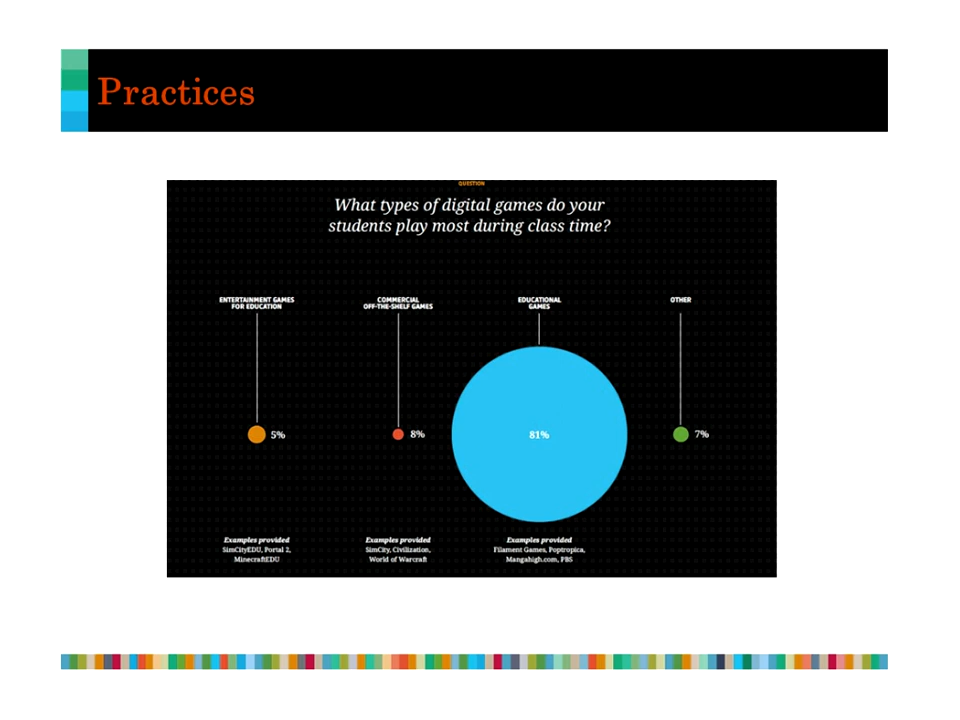 Practices
QUESTION
What types of digital games do your
students play most during class time?
ENTERTAINMENT GAMES
FOR EDUCATION
COMMERCIAL
OFF-THE-SHELF GAMES
EDUCATIONAL
GAMES
OTHER
5%
8%
81%
7%
Examples provided
SimCityEDU, Portal 2,
MinecraftEDU
Examples provided
SimCity, Civilization,
World of Warcraft
Examples provided
Filament Games, Poptropica,
Mangahigh.com, PBS